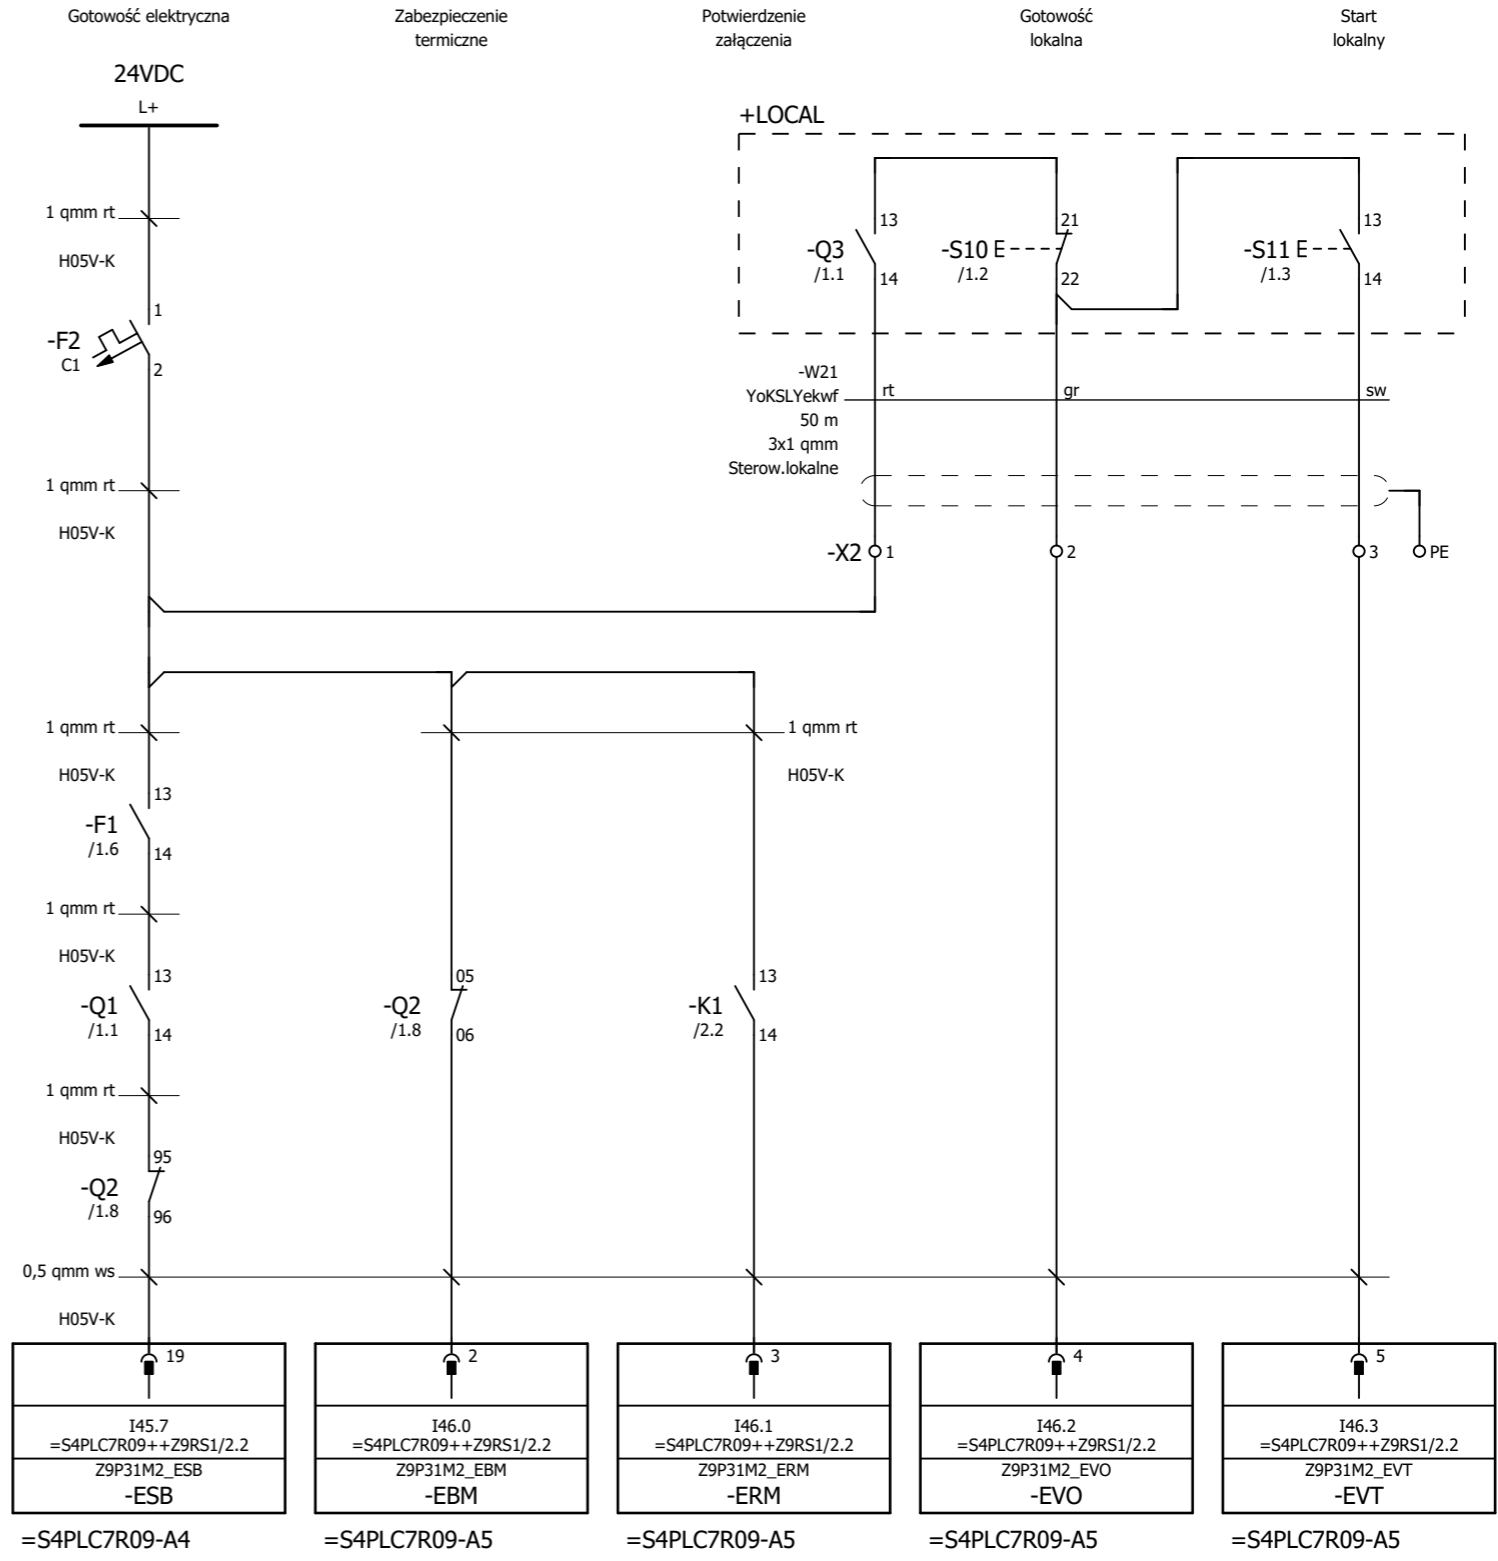 Gotowość elektryczna
Zabezpieczenie
termiczne
Potwierdzenie
załączenia
Gotowość
lokalna
Start
lokalny
24VDC
L+
+LOCAL
1 qmm rt
H05V-K
13
-Q3
/1.1
14
21
-S10 E
/1.2
22
13
-S11 E
/1.3
14
1
-F2
C1
2
-W21
YoKSLYekwf
50 m
3x1 qmm
Sterow.lokalne
rt
gr
sw
1 qmm rt
H05V-K
-X2
1
2
3
PE
1 qmm rt
H05V-K
1 qmm rt
H05V-K
13
-F1
/1.6
14
1 qmm rt
H05V-K
13
-Q1
/1.1
14
05
-Q2
/1.8
06
13
-K1
/2.2
14
1 qmm rt
H05V-K
95
-Q2
/1.8
96
0,5 qmm ws
H05V-K
19
I45.7
=S4PLC7R09++Z9RS1/2.2
Z9P31M2_ESB
-ESB
=S4PLC7R09-A4
2
I46.0
=S4PLC7R09++Z9RS1/2.2
Z9P31M2_EBM
-EBM
=S4PLC7R09-A5
3
I46.1
=S4PLC7R09++Z9RS1/2.2
Z9P31M2_ERM
-ERM
=S4PLC7R09-A5
4
I46.2
=S4PLC7R09++Z9RS1/2.2
Z9P31M2_EVO
-EVO
=S4PLC7R09-A5
5
I46.3
=S4PLC7R09++Z9RS1/2.2
Z9P31M2_EVT
-EVT
=S4PLC7R09-A5